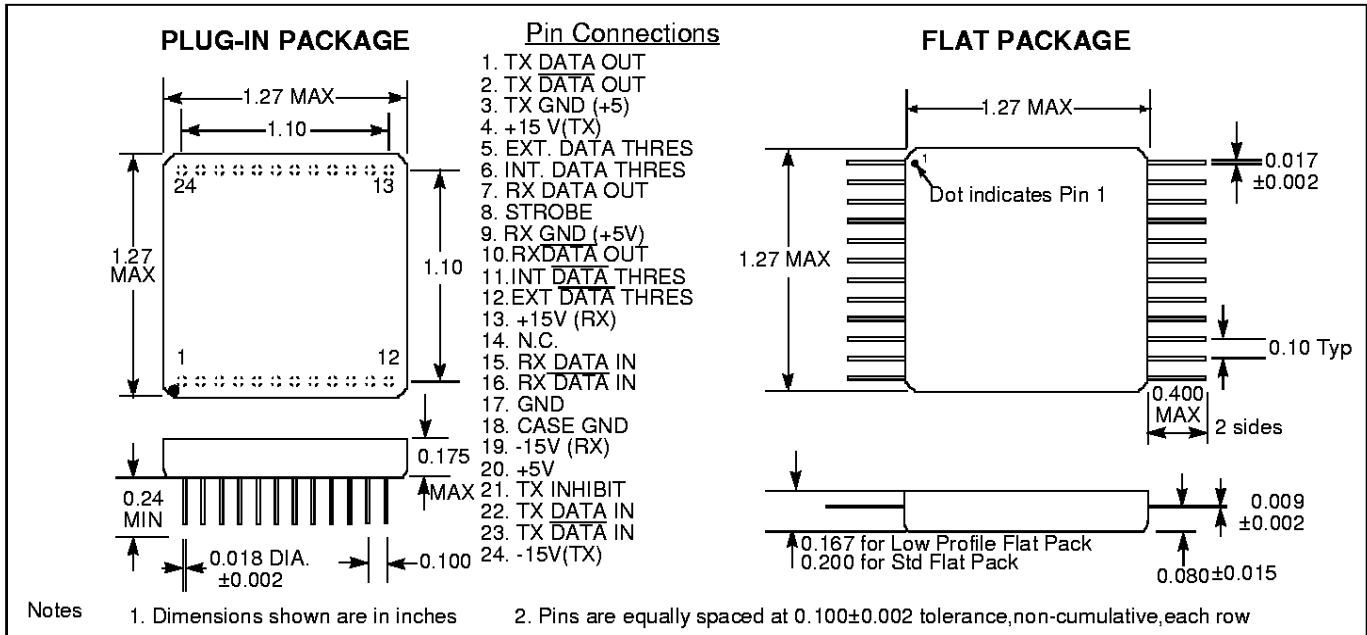 PLUG-IN PACKAGE
1.27 MAX
1.10
24
13
1.27
MAX
1.10
1
12
0.175
MAX
0.24
MIN
0.018 DIA.
±0.002
0.100
Pin Connections
1. TX DATA OUT
2. TX D̅A̅T̅A̅ OUT
3. TX GND (+5)
4. +15 V(TX)
5. EXT. DATA THRES
6. INT. DATA THRES
7. RX DATA OUT
8. STROBE
9. RX GND (+5V)
10.RXD̅A̅T̅A̅ OUT
11.INT D̅A̅T̅A̅ THRES
12.EXT D̅A̅T̅A̅ THRES
13. +15V (RX)
14. N.C.
15. RX DATA IN
16. RX D̅A̅T̅A̅ IN
17. GND
18. CASE GND
19. -15V (RX)
20. +5V
21. TX INHIBIT
22. TX DATA IN
23. TX D̅A̅T̅A̅ IN
24. -15V(TX)
FLAT PACKAGE
1.27 MAX
1
Dot indicates Pin 1
0.017
±0.002
1.27 MAX
0.10 Typ
0.400
MAX
2 sides
0.009
±0.002
0.167 for Low Profile Flat Pack
0.200 for Std Flat Pack
0.080±0.015
Notes 1. Dimensions shown are in inches 2. Pins are equally spaced at 0.100±0.002 tolerance,non-cumulative,each row